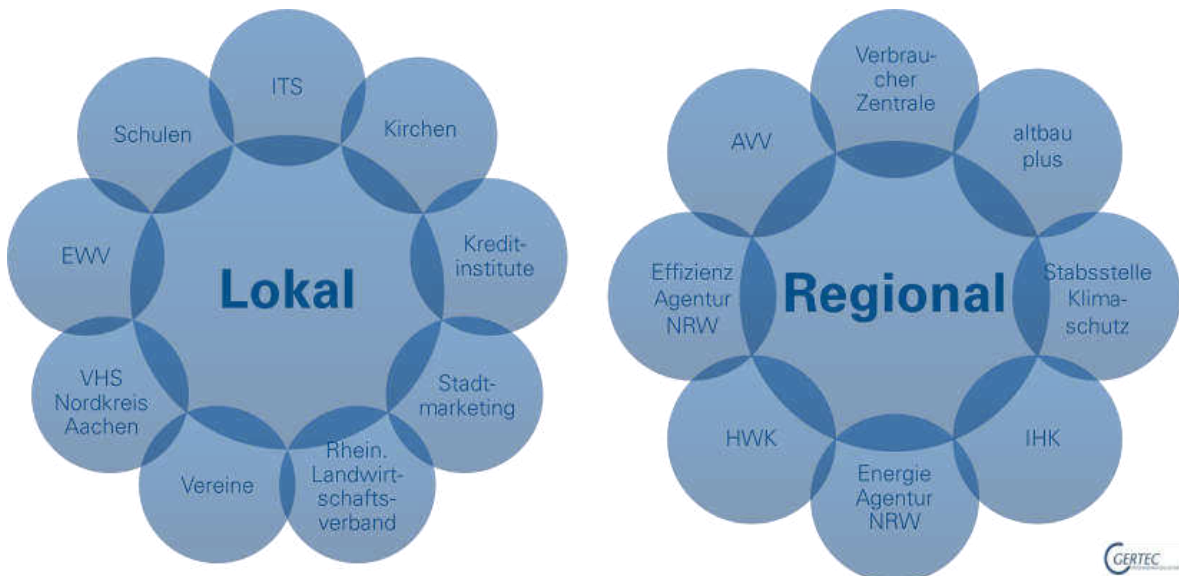 ITS
Kirchen
Kredit-
institute
Stadt-
marketing
Rhein.
Landwirt-
schafts-
verband
Vereine
VHS
Nordkreis
Aachen
EWV
Schulen
Lokal
Verbrau-
cher
Zentrale
altbau
plus
Stabsstelle
Klima-
schutz
IHK
Energie
Agentur
NRW
HWK
Effizienz
Agentur
NRW
AVV
Regional
GERTEC